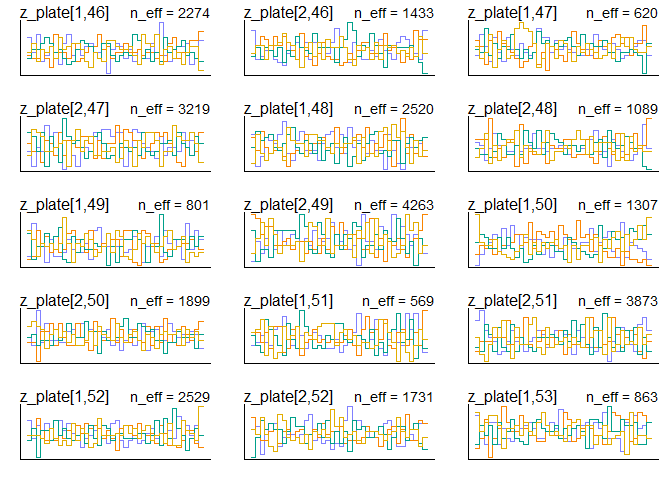 z_plate[1,46] n_eff = 2274 z_plate[2,46] n_eff = 1433 z_plate[1,47] n_eff = 620
z_plate[2,47] n_eff = 3219 z_plate[1,48] n_eff = 2520 z_plate[2,48] n_eff = 1089
z_plate[1,49] n_eff = 801 z_plate[2,49] n_eff = 4263 z_plate[1,50] n_eff = 1307
z_plate[2,50] n_eff = 1899 z_plate[1,51] n_eff = 569 z_plate[2,51] n_eff = 3873
z_plate[1,52] n_eff = 2529 z_plate[2,52] n_eff = 1731 z_plate[1,53] n_eff = 863